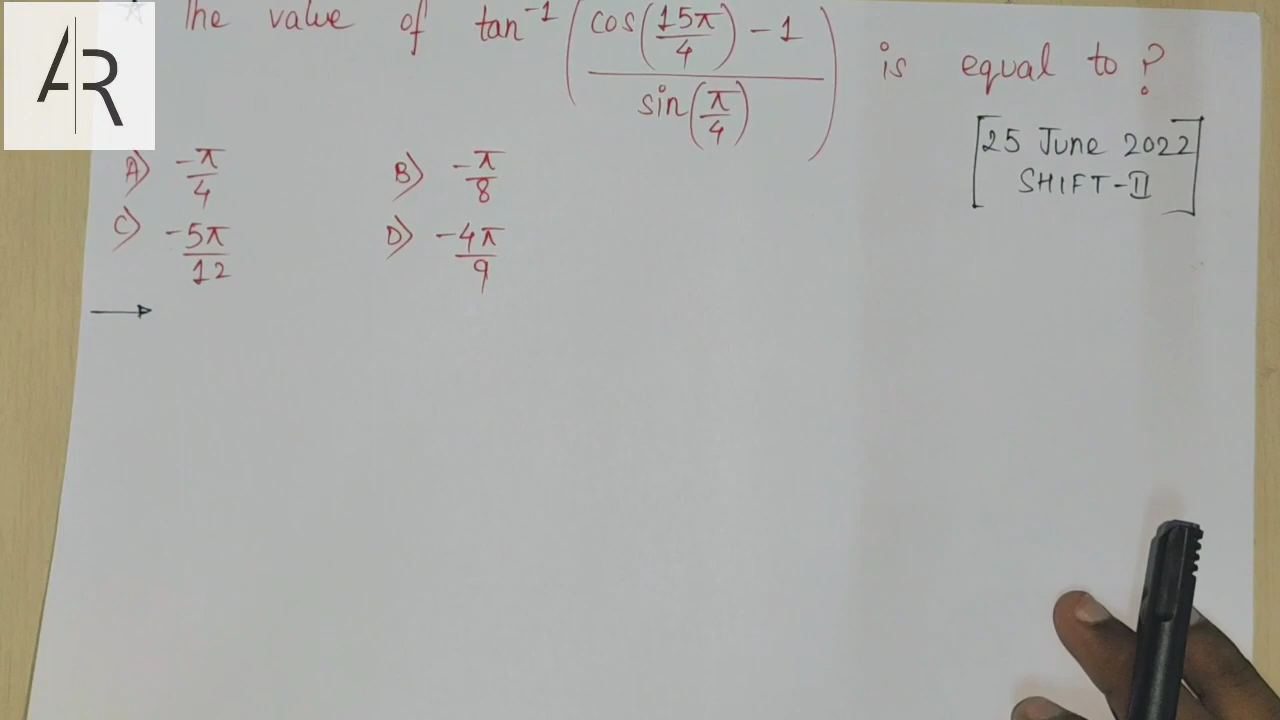 AR
The value of tan⁻¹ ( (cos(15π/4) - 1) / sin(π/4) ) is equal to ?
[25 June 2022
SHIFT-II]
A) -π/4 B) -π/8
C) -5π/12 D) -4π/9